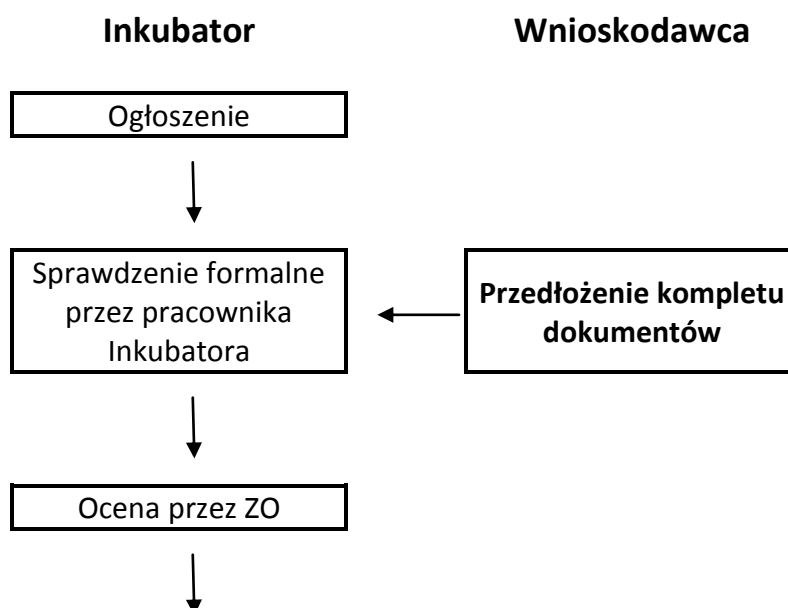 Inkubator
Wnioskodawca
Ogłoszenie
Sprawdzenie formalne
przez pracownika
Inkubatora
Przedłożenie kompletu
dokumentów
Ocena przez ZO